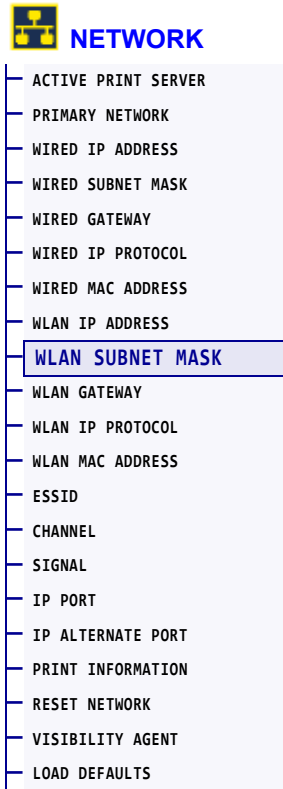 NETWORK
ACTIVE PRINT SERVER
PRIMARY NETWORK
WIRED IP ADDRESS
WIRED SUBNET MASK
WIRED GATEWAY
WIRED IP PROTOCOL
WIRED MAC ADDRESS
WLAN IP ADDRESS
WLAN SUBNET MASK
WLAN GATEWAY
WLAN IP PROTOCOL
WLAN MAC ADDRESS
ESSID
CHANNEL
SIGNAL
IP PORT
IP ALTERNATE PORT
PRINT INFORMATION
RESET NETWORK
VISIBILITY AGENT
LOAD DEFAULTS